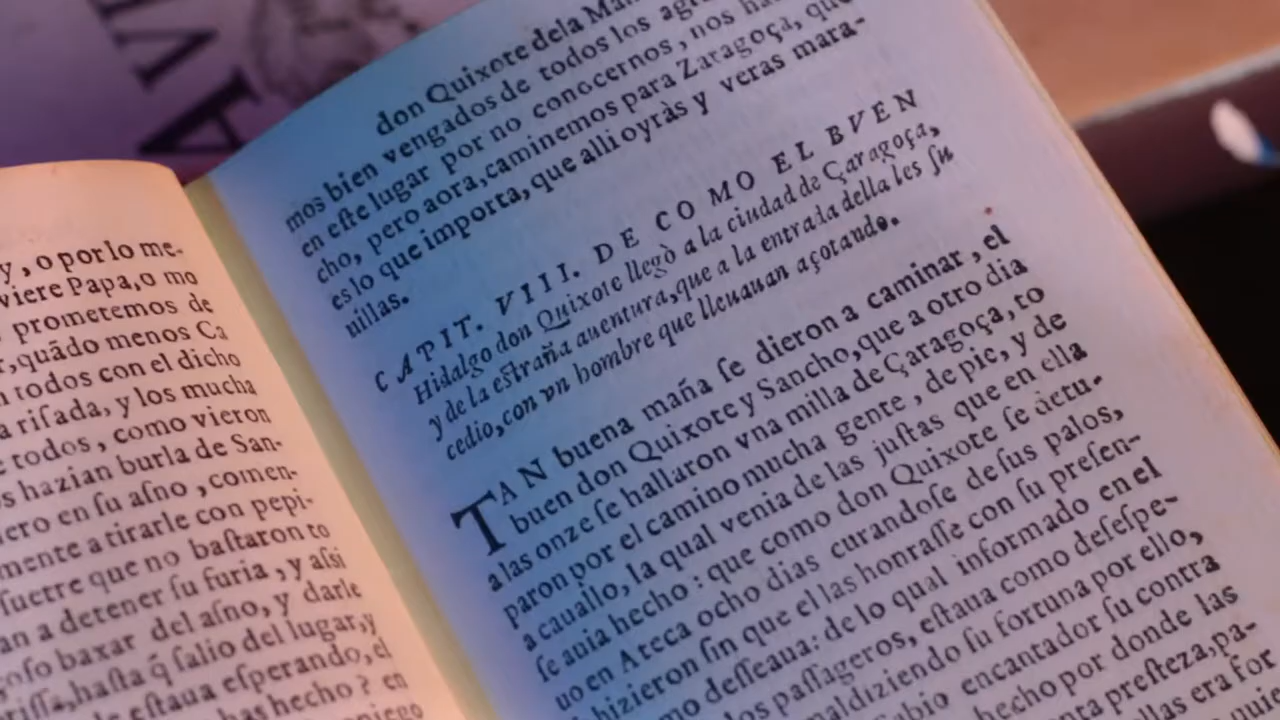 AVI
y, o por lo me-
viere Papa, o mo
prometemos de
r, quãdo menos Ca
todos con el dicho
a risada, y los mucha
todos, como vieron
s hazian burla de San-
ero en ſu aſno, comen-
mente a tirarle con pepi-
fuerre que no baſtaron to
an a detener ſu furia, y aſsi
oſo baxar del aſno, y darle
riſſa, haſta q̃ ſalio del lugar, y
eſtaua eſperando, el
has hecho? en
don Quixote dela Man
mos bien vengados de todos los agr
en eſte lugar por no conocernos, nos ha
cho, pero aora, caminemos para Zaragoça, que
es lo que importa, que alli oyràs y veras mara-
uillas.
CAPIT. VIII. DE COMO EL BVEN
Hidalgo don Quixote llegò a la ciudad de Çaragoça,
y de la eſtraña auentura, que a la entrada della les ſu
cedio, con vn hombre que lleuauan açotando.
TAN buena maña ſe dieron a caminar, el
buen don Quixote y Sancho, que a otro dia
a las onze ſe hallaron vna milla de Çaragoça, to
paron por el camino mucha gente, de pie, y de
a cauallo, la qual venia de las juſtas que en ella
ſe auia hecho: que como don Quixote ſe detu-
uo en Ateca ocho dias curandoſe de ſus palos,
hizieron ſin que el las honraſſe con ſu preſen-
mo deſſeaua: de lo qual informado en el
los paſſageros, eſtaua como deſeſpe-
maldiziendo ſu fortuna por ello,
ſabio encantador ſu contra
hecho por donde las
ta preſteza, pa-
llas era for